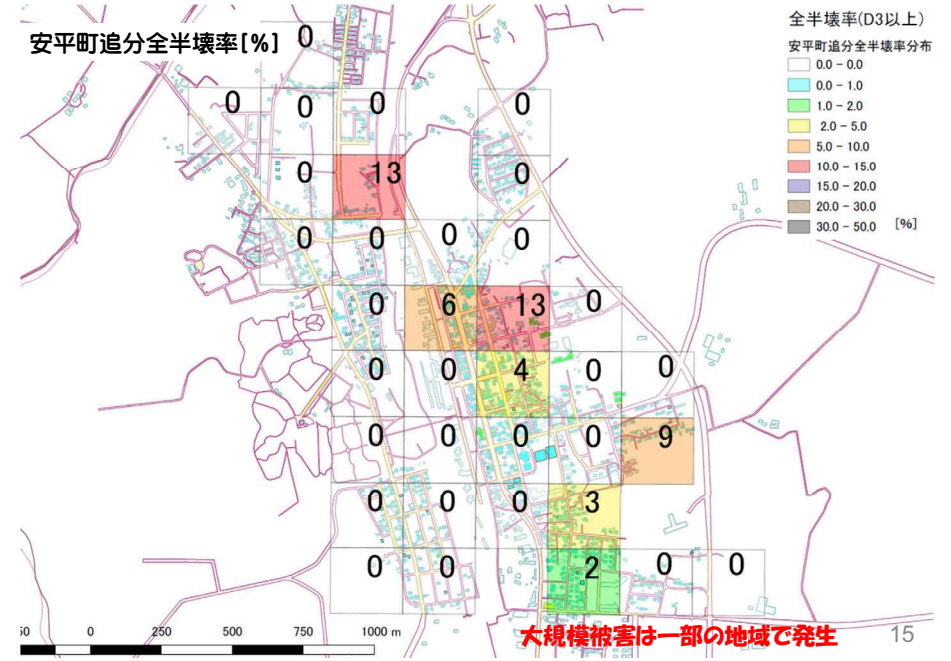 安平町追分全半壊率[%]
全半壊率(D3以上)
安平町追分全半壊率分布
0.0 - 0.0
0.0 - 1.0
1.0 - 2.0
2.0 - 5.0
5.0 - 10.0
10.0 - 15.0
15.0 - 20.0
20.0 - 30.0
30.0 - 50.0 [%]
0
0 0 0 0
0 13 0
0 0 0 0
0 6 13 0
0 0 4 0 0
0 0 0 0 9
0 0 0 3
0 0 2 0 0
0 250 500 750 1000 m
大規模被害は一部の地域で発生
15